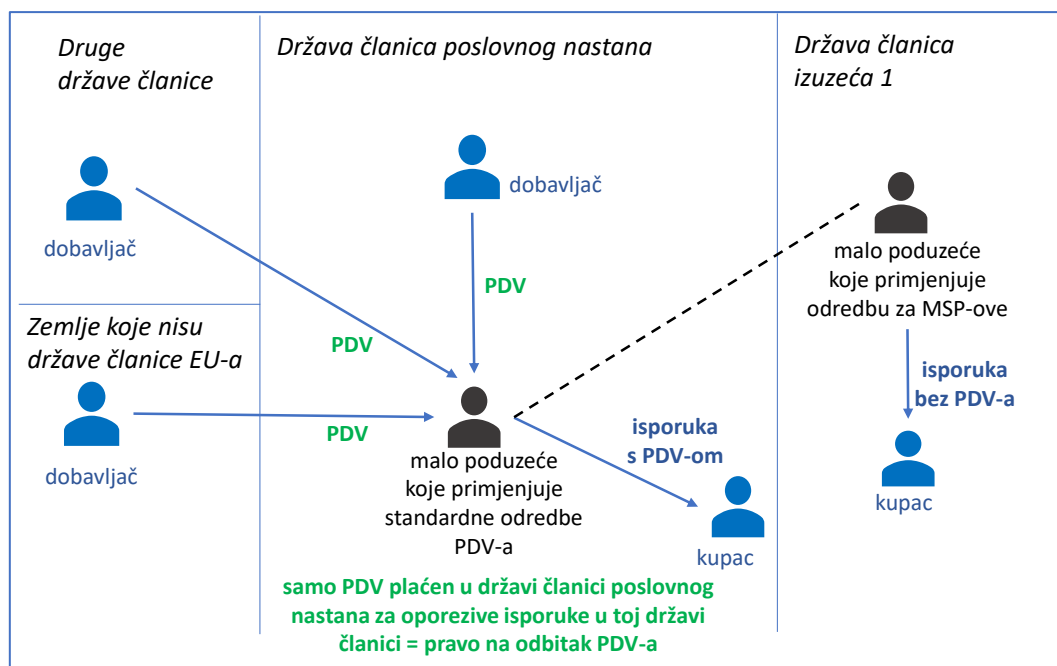 Druge
države članice
dobavljač
Zemlje koje nisu
države članice EU-a
dobavljač
Država članica poslovnog nastana
dobavljač
PDV
PDV
PDV
malo poduzeće
koje primjenjuje
standardne odredbe
PDV-a
isporuka
s PDV-om
kupac
samo PDV plaćen u državi članici poslovnog
nastana za oporezive isporuke u toj državi
članici = pravo na odbitak PDV-a
Država članica
izuzeća 1
malo poduzeće
koje primjenjuje
odredbu za MSP-ove
isporuka
bez PDV-a
kupac